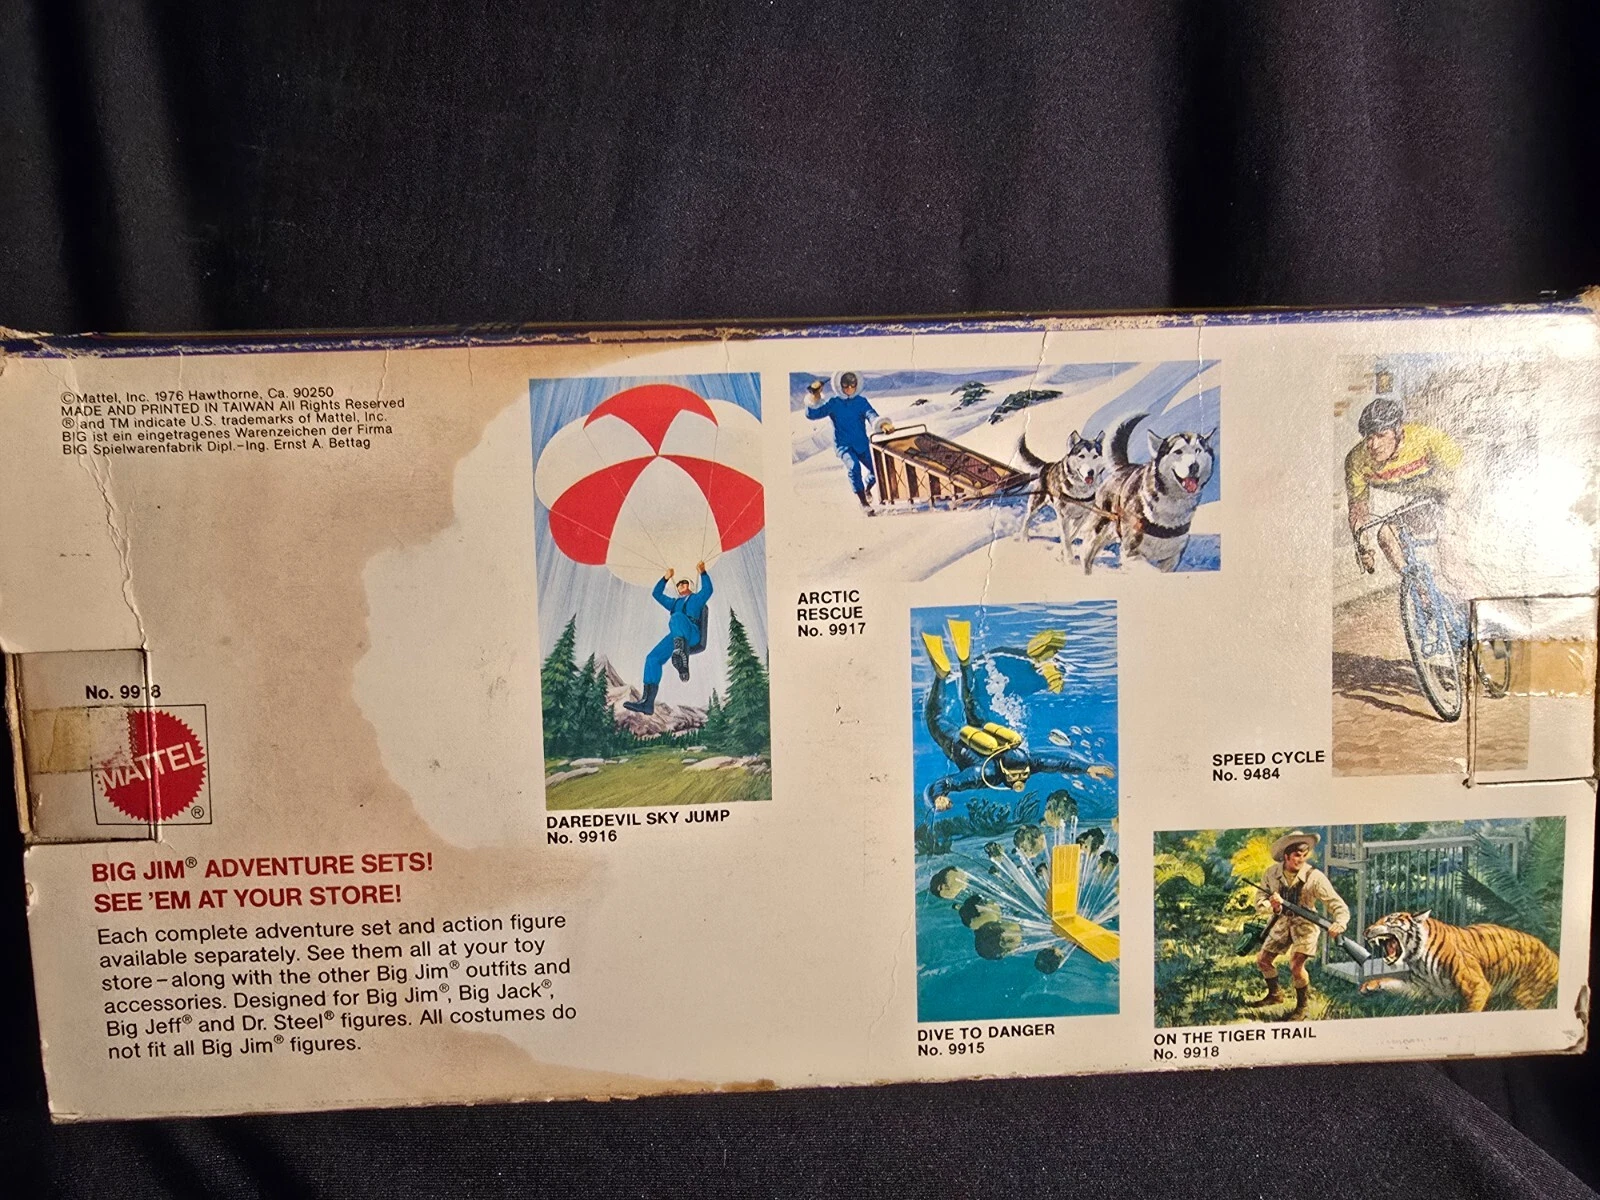 ©Mattel, Inc. 1976 Hawthorne, Ca. 90250
MADE AND PRINTED IN TAIWAN All Rights Reserved
® and TM indicate U.S. trademarks of Mattel, Inc.
BIG ist ein eingetragenes Warenzeichen der Firma
BIG Spielwarenfabrik Dipl.-Ing. Ernst A. Bettag
No. 9918
MATTEL
®
BIG JIM® ADVENTURE SETS!
SEE 'EM AT YOUR STORE!
Each complete adventure set and action figure
available separately. See them all at your toy
store–along with the other Big Jim® outfits and
accessories. Designed for Big Jim®, Big Jack®,
Big Jeff® and Dr. Steel® figures. All costumes do
not fit all Big Jim® figures.
DAREDEVIL SKY JUMP
No. 9916
ARCTIC
RESCUE
No. 9917
DIVE TO DANGER
No. 9915
SPEED CYCLE
No. 9484
ON THE TIGER TRAIL
No. 9918